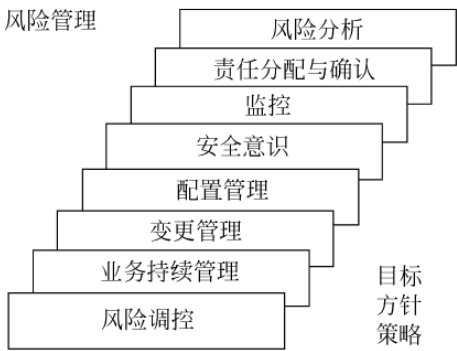 风险管理
风险分析
责任分配与确认
监控
安全意识
配置管理
变更管理
业务持续管理
风险调控
目标
方针
策略